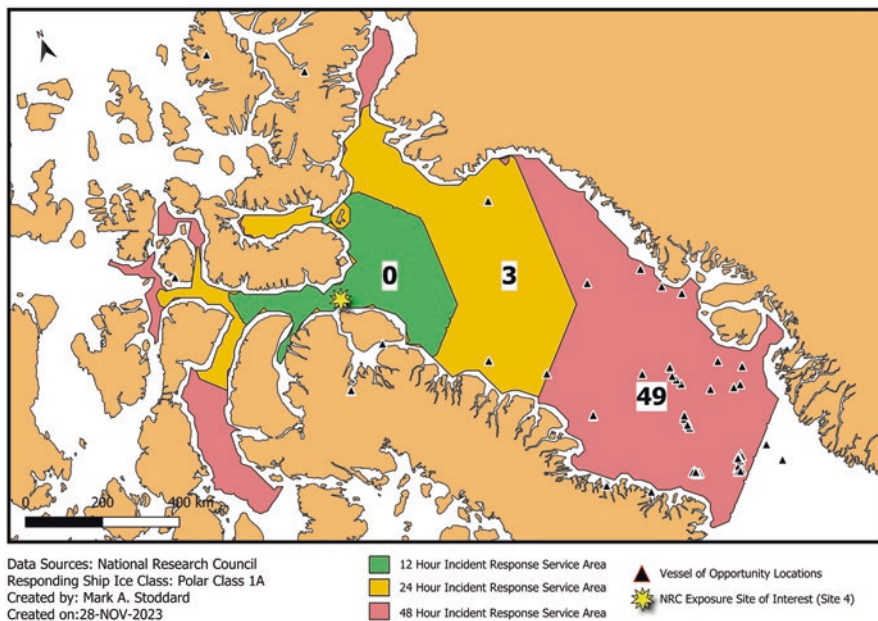 N
0
3
49
0 200 400 km
Data Sources: National Research Council
Responding Ship Ice Class: Polar Class 1A
Created by: Mark A. Stoddard
Created on:28-NOV-2023
12 Hour Incident Response Service Area
24 Hour Incident Response Service Area
48 Hour Incident Response Service Area
Vessel of Opportunity Locations
NRC Exposure Site of Interest (Site 4)